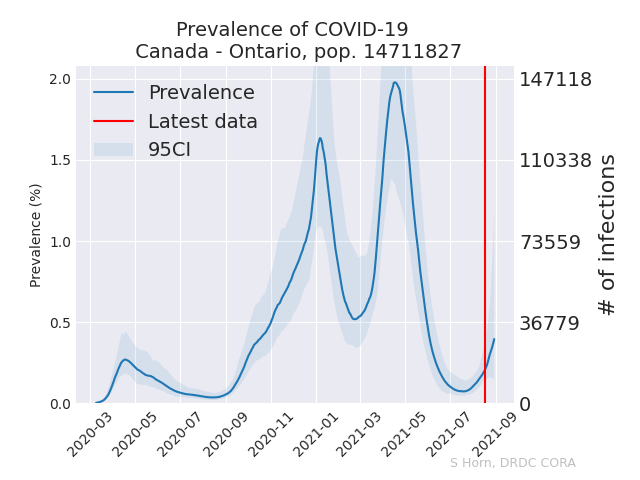 Prevalence of COVID-19
Canada - Ontario, pop. 14711827
Prevalence
Latest data
95CI
Prevalence (%)
2.0
1.5
1.0
0.5
0.0
147118
110338
73559
36779
0
# of infections
2020-03
2020-05
2020-07
2020-09
2020-11
2021-01
2021-03
2021-05
2021-07
2021-09
S Horn, DRDC CORA